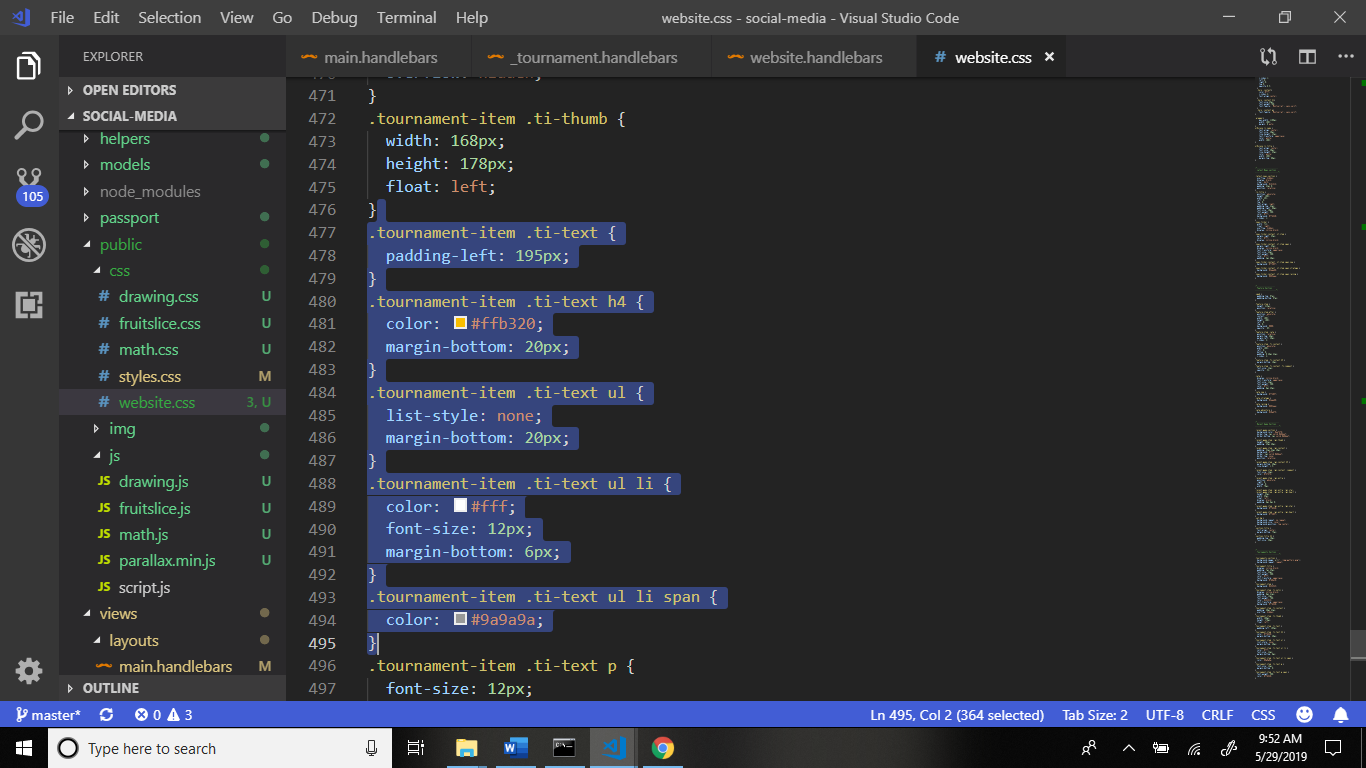 File Edit Selection View Go Debug Terminal Help
website.css - social-media - Visual Studio Code
EXPLORER
OPEN EDITORS
SOCIAL-MEDIA
helpers
models
node_modules
passport
public
css
drawing.css U
fruitslice.css U
math.css U
styles.css M
website.css 3, U
img
js
JS drawing.js U
JS fruitslice.js U
JS math.js U
JS parallax.min.js U
JS script.js
views
layouts
main.handlebars M
OUTLINE
105
main.handlebars
_tournament.handlebars
website.handlebars
# website.css
471 }
472 .tournament-item .ti-thumb {
473 width: 168px;
474 height: 178px;
475 float: left;
476 }
477 .tournament-item .ti-text {
478 padding-left: 195px;
479 }
480 .tournament-item .ti-text h4 {
481 color: #ffb320;
482 margin-bottom: 20px;
483 }
484 .tournament-item .ti-text ul {
485 list-style: none;
486 margin-bottom: 20px;
487 }
488 .tournament-item .ti-text ul li {
489 color: #fff;
490 font-size: 12px;
491 margin-bottom: 6px;
492 }
493 .tournament-item .ti-text ul li span {
494 color: #9a9a9a;
495 }
496 .tournament-item .ti-text p {
497 font-size: 12px;
master* 0 3
Ln 495, Col 2 (364 selected) Tab Size: 2 UTF-8 CRLF CSS
Type here to search
9:52 AM
5/29/2019